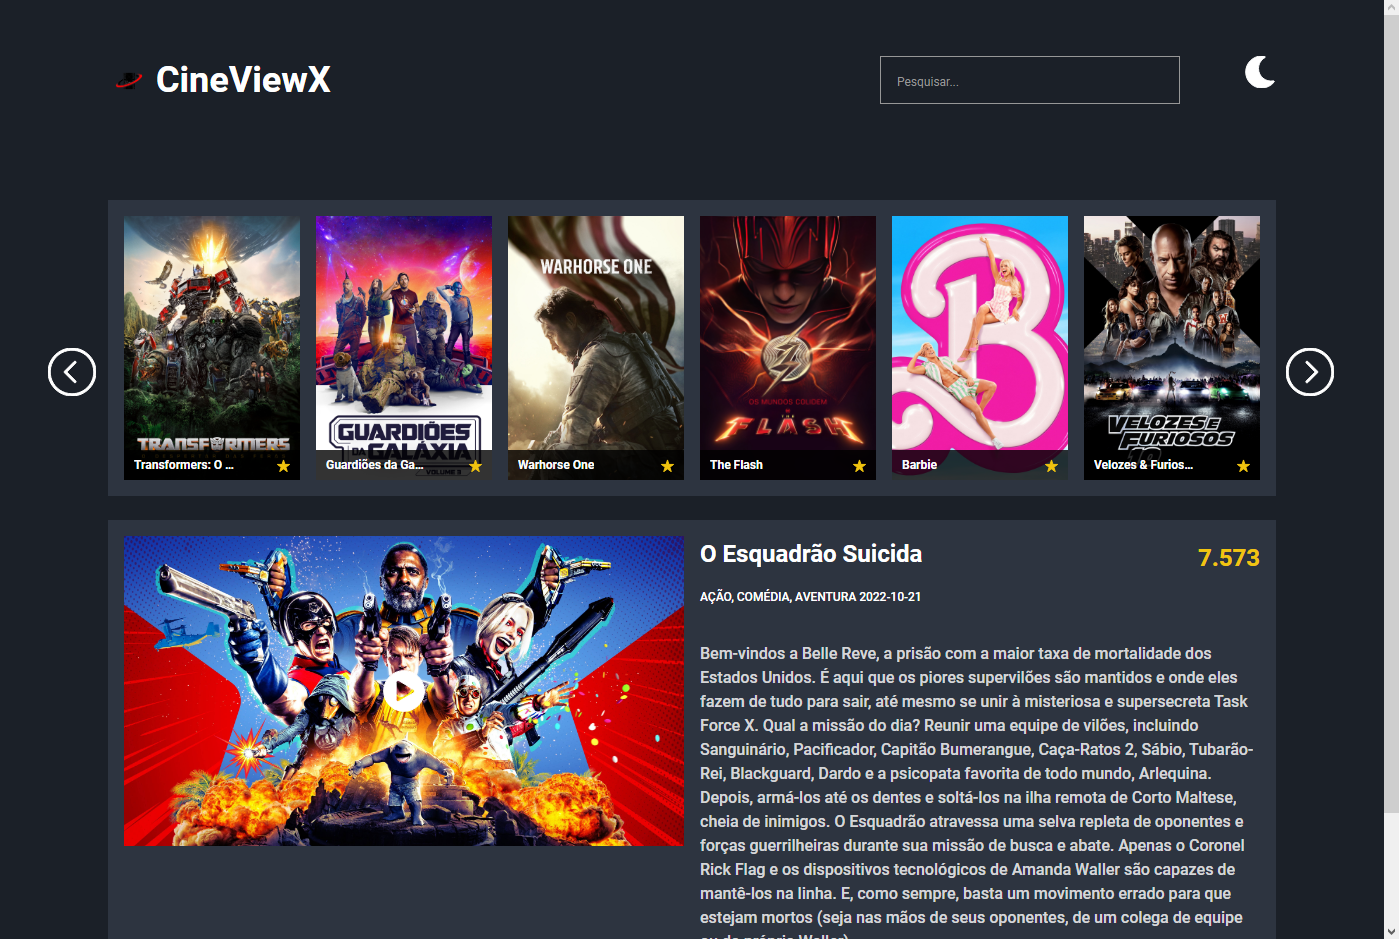 CineViewX
Pesquisar...
WARHORSE ONE
OS MUNDOS COLIDEM
THE
FLASH
B
TRANSFORMERS
GUARDIÕES
DA GALÁXIA
VOLUME 3
VELOZES E
FURIOSOS
10
Transformers: O ...
Guardiões da Ga...
Warhorse One
The Flash
Barbie
Velozes & Furios...
O Esquadrão Suicida
7.573
AÇÃO, COMÉDIA, AVENTURA 2022-10-21
Bem-vindos a Belle Reve, a prisão com a maior taxa de mortalidade dos
Estados Unidos. É aqui que os piores supervilões são mantidos e onde eles
fazem de tudo para sair, até mesmo se unir à misteriosa e supersecreta Task
Force X. Qual a missão do dia? Reunir uma equipe de vilões, incluindo
Sanguinário, Pacificador, Capitão Bumerangue, Caça-Ratos 2, Sábio, Tubarão-
Rei, Blackguard, Dardo e a psicopata favorita de todo mundo, Arlequina.
Depois, armá-los até os dentes e soltá-los na ilha remota de Corto Maltese,
cheia de inimigos. O Esquadrão atravessa uma selva repleta de oponentes e
forças guerrilheiras durante sua missão de busca e abate. Apenas o Coronel
Rick Flag e os dispositivos tecnológicos de Amanda Waller são capazes de
mantê-los na linha. E, como sempre, basta um movimento errado para que
estejam mortos (seja nas mãos de seus oponentes, de um colega de equipe
ou da própria Waller).